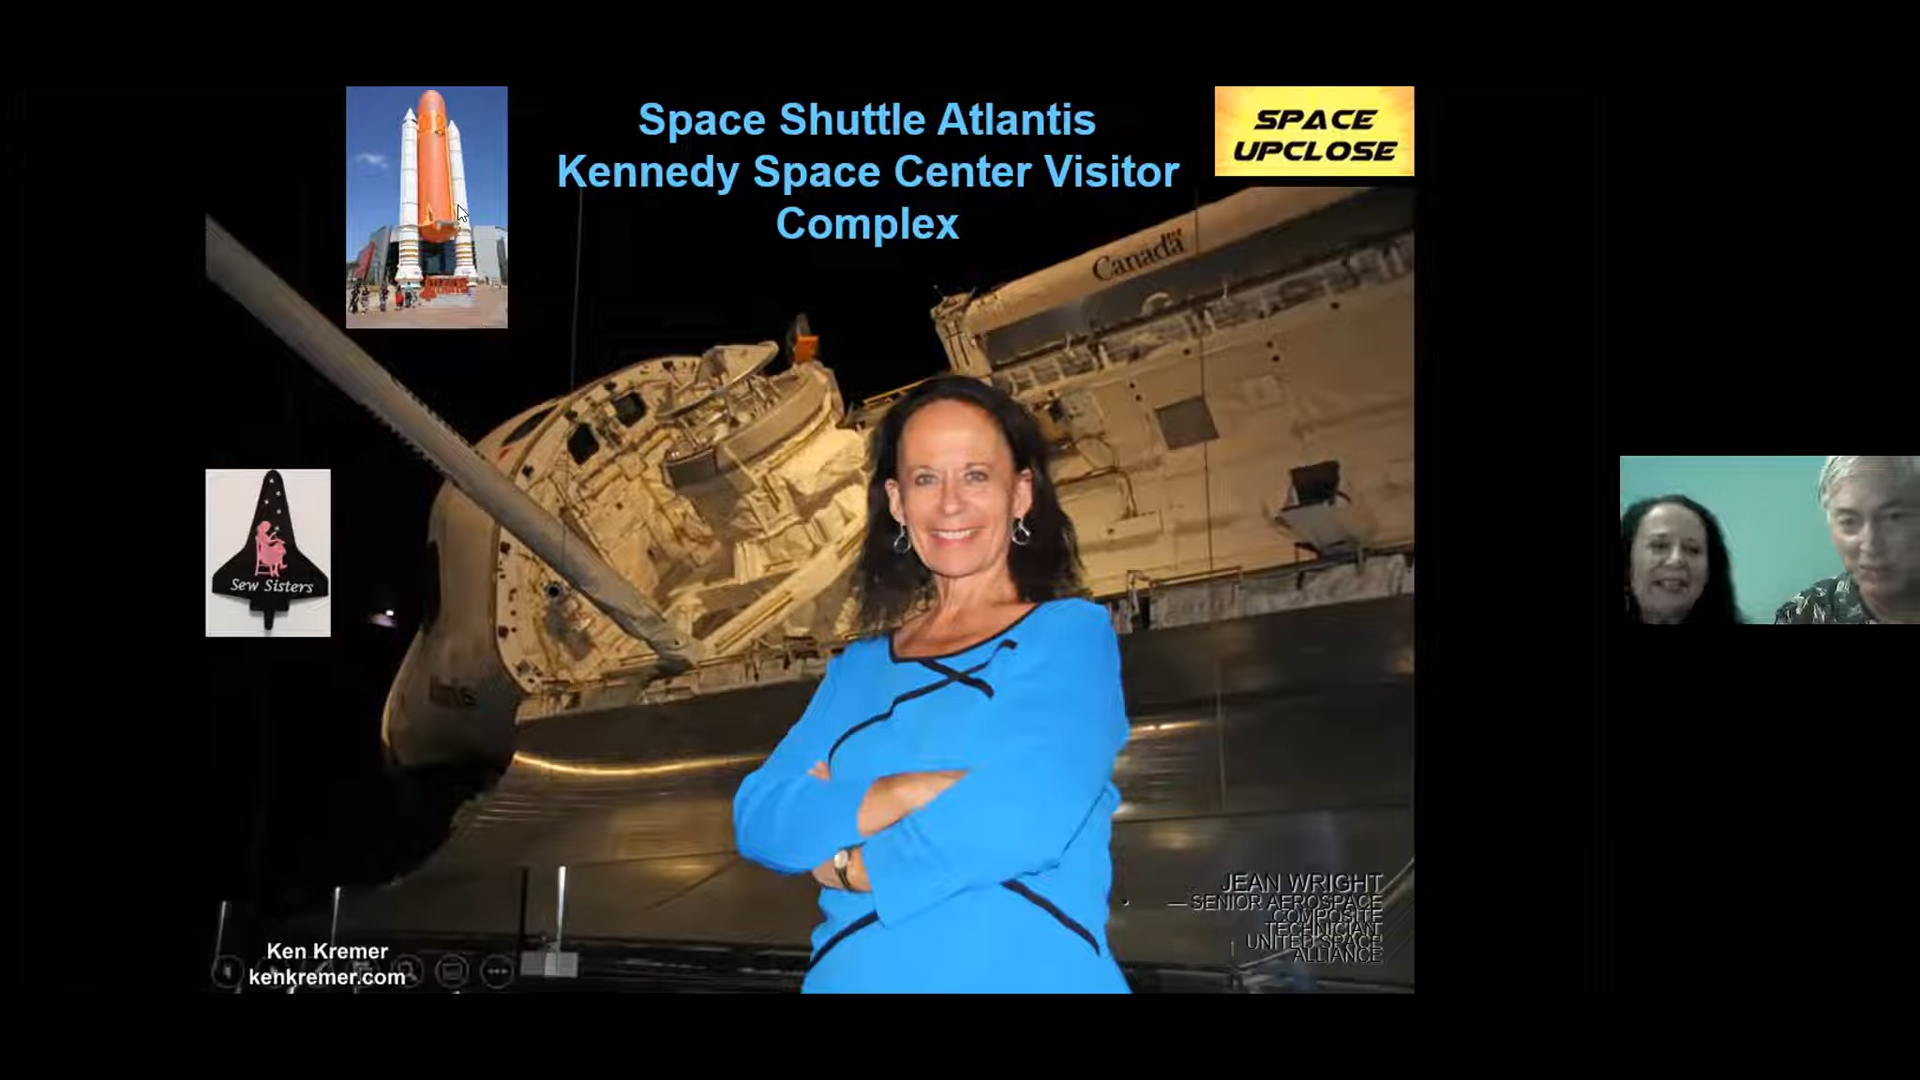 Space Shuttle Atlantis
Kennedy Space Center Visitor
Complex
SPACE
UPCLOSE
Canada
Sew Sisters
JEAN WRIGHT
— SENIOR AEROSPACE
COMPOSITE
TECHNICIAN
UNITED SPACE
ALLIANCE
Ken Kremer
kenkremer.com